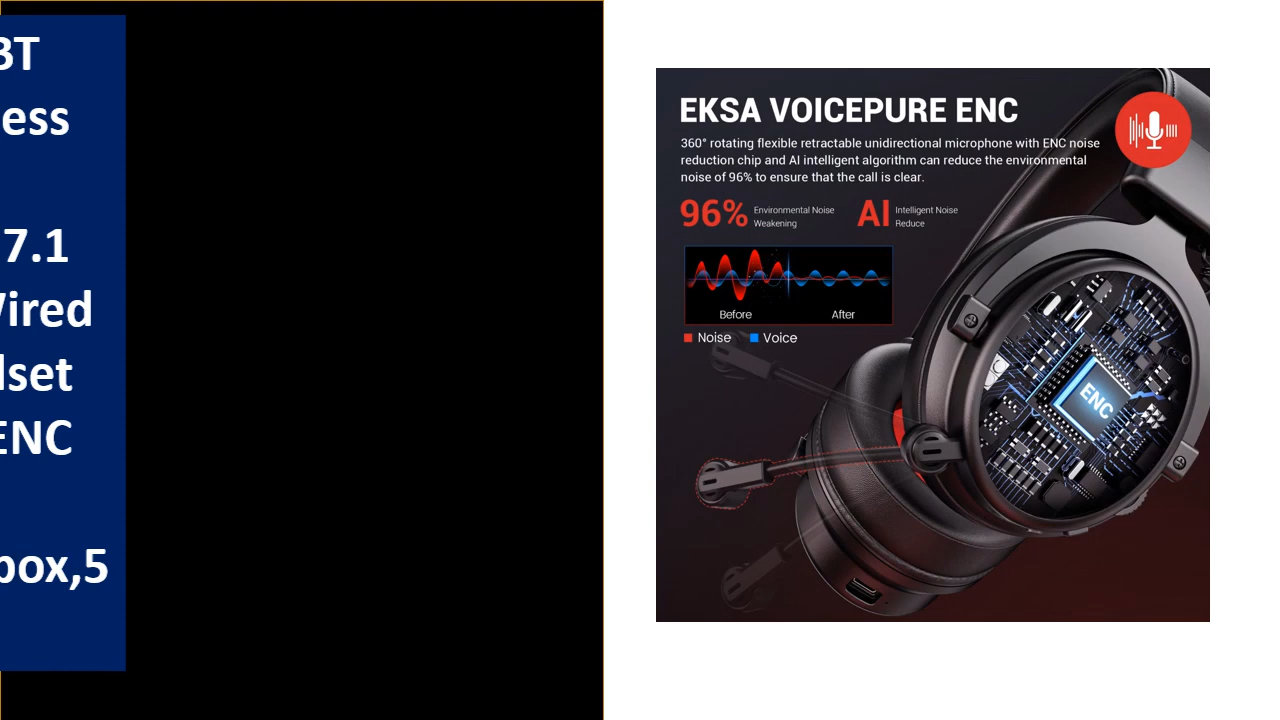 BT
ess
7.1
ired
set
ENC
box,5
EKSA VOICEPURE ENC
360° rotating flexible retractable unidirectional microphone with ENC noise
reduction chip and AI intelligent algorithm can reduce the environmental
noise of 96% to ensure that the call is clear.
96% Environmental Noise
Weakening
AI Intelligent Noise
Reduce
Before After
Noise Voice
ENC